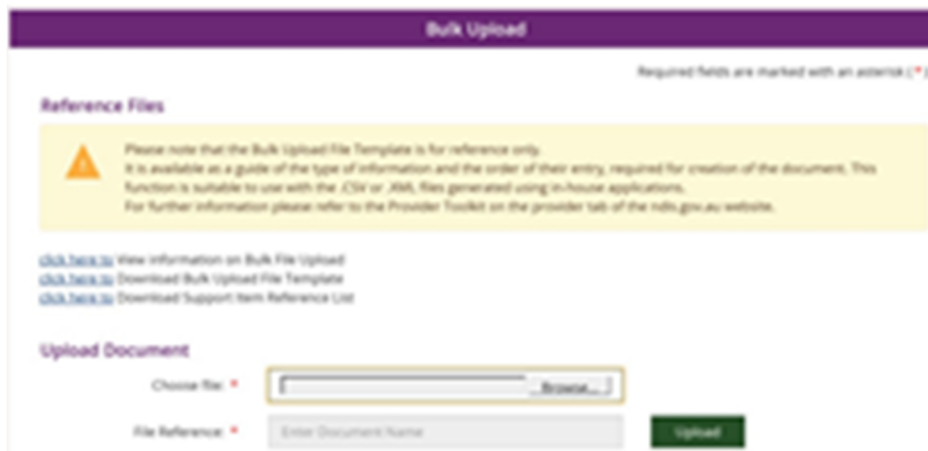 Bulk Upload
Required fields are marked with an asterisk (*)
Reference Files
Please note that the Bulk Upload File Template is for reference only.
It is available as a guide of the type of information and the order of their entry, required for creation of the document. This
function is suitable to use with the .CSV or .XML files generated using in-house applications.
For further information please refer to the Provider Toolkit on the provider tab of the ndis.gov.au website.
click here to View information on Bulk File Upload
click here to Download Bulk Upload File Template
click here to Download Support Item Reference List
Upload Document
Choose file: * Browse...
File Reference: * Enter Document Name Upload